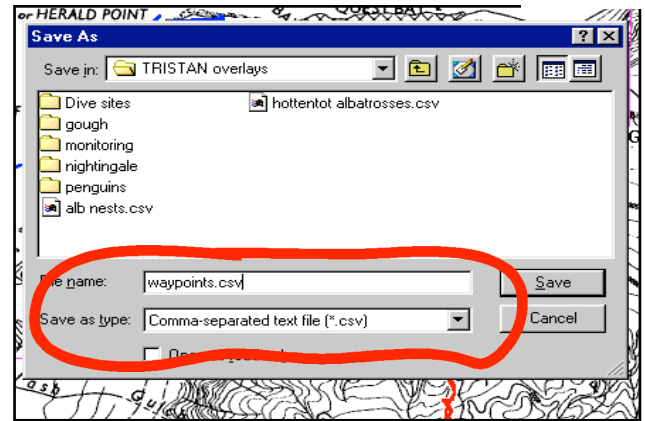 or HERALD POINT
Save As
Save in: TRISTAN overlays
Dive sites
hottentot albatrosses.csv
gough
monitoring
nightingale
penguins
alb nests.csv
File name: waypoints.csv Save
Save as type: Comma-separated text file (*.csv) Cancel